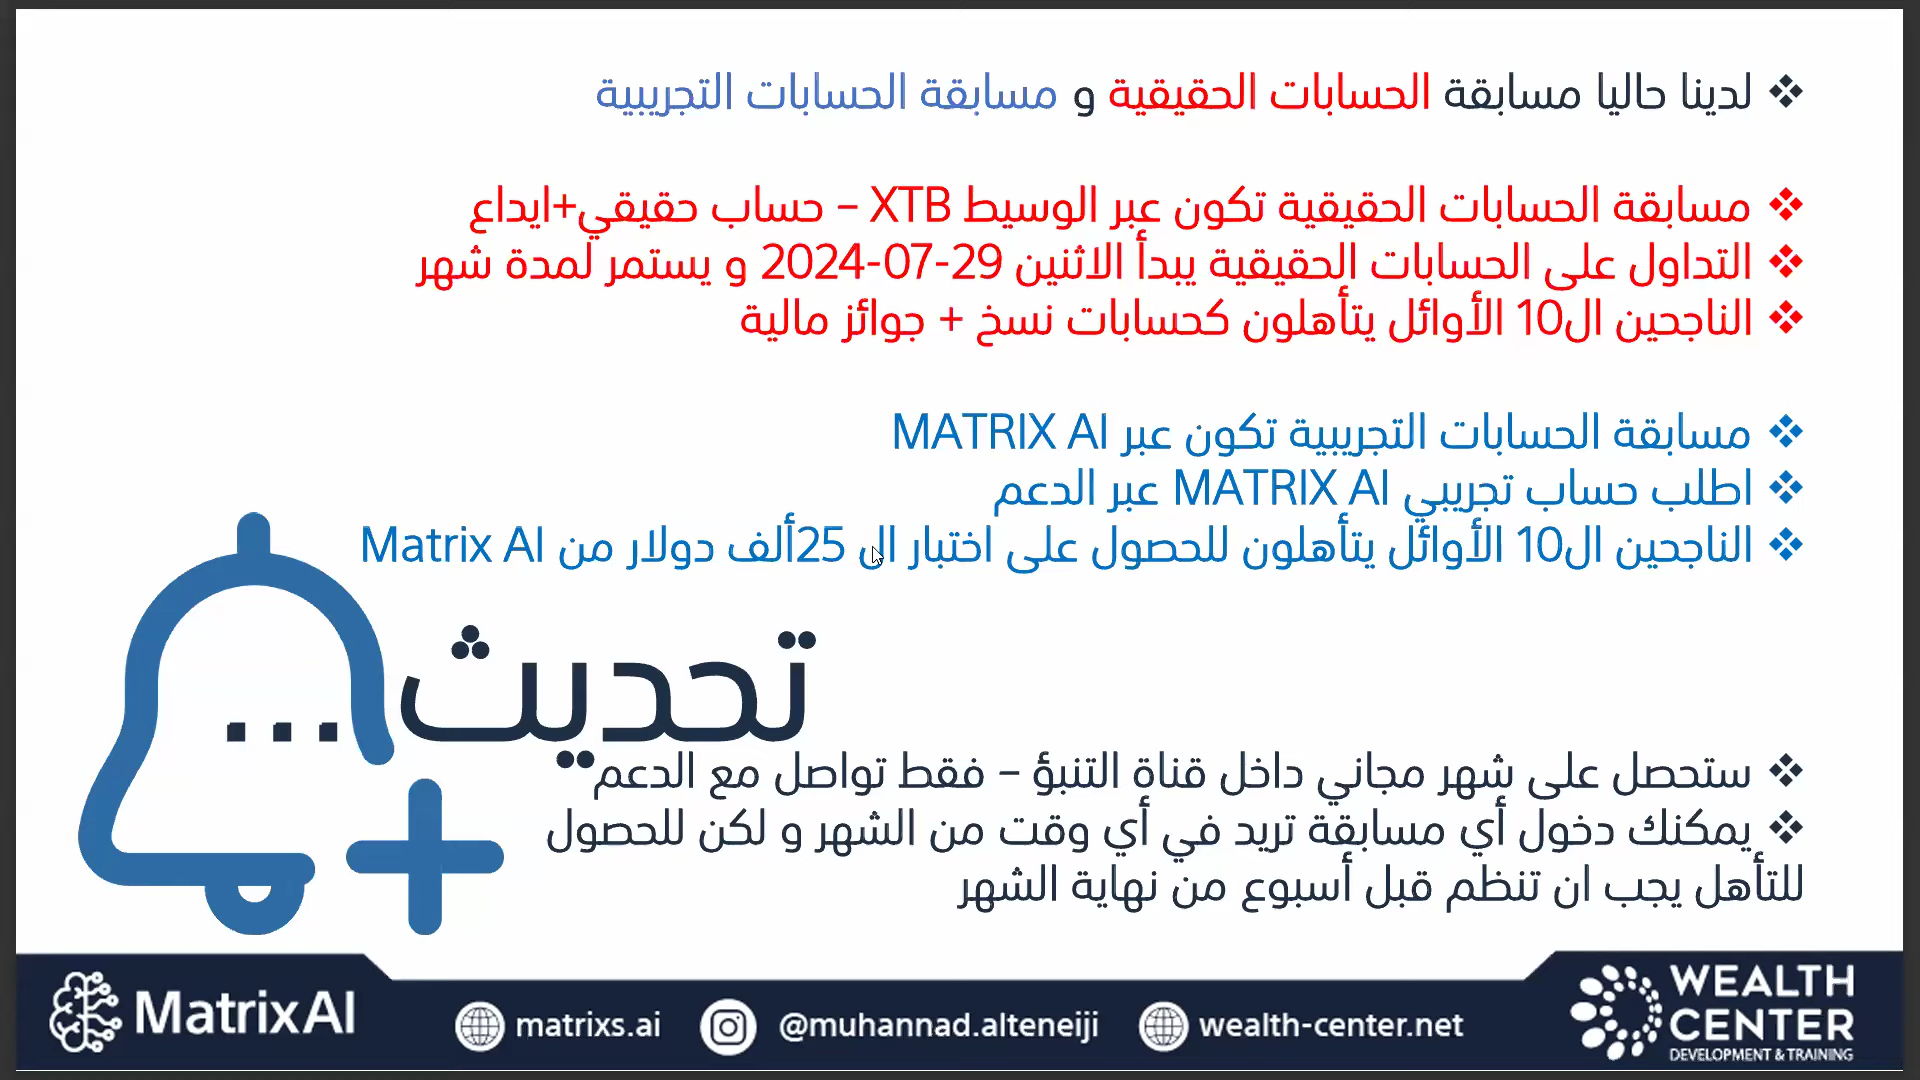 ❖ لدينا حاليا مسابقة الحسابات الحقيقية و مسابقة الحسابات التجريبية
❖ مسابقة الحسابات الحقيقية تكون عبر الوسيط XTB – حساب حقيقي+ايداع
❖ التداول على الحسابات الحقيقية يبدأ الاثنين 29-07-2024 و يستمر لمدة شهر
❖ الناجحين ال10 الأوائل يتأهلون كحسابات نسخ + جوائز مالية
❖ مسابقة الحسابات التجريبية تكون عبر MATRIX AI
❖ اطلب حساب تجريبي MATRIX AI عبر الدعم
❖ الناجحين ال10 الأوائل يتأهلون للحصول على اختبار ال 25ألف دولار من Matrix AI
تحديث ...
❖ ستحصل على شهر مجاني داخل قناة التنبؤ – فقط تواصل مع الدعم
❖ يمكنك دخول أي مسابقة تريد في أي وقت من الشهر و لكن للحصول
للتأهل يجب ان تنظم قبل أسبوع من نهاية الشهر
MatrixAI
matrixs.ai
@muhannad.alteneiji
wealth-center.net
WEALTH
CENTER
DEVELOPMENT & TRAINING